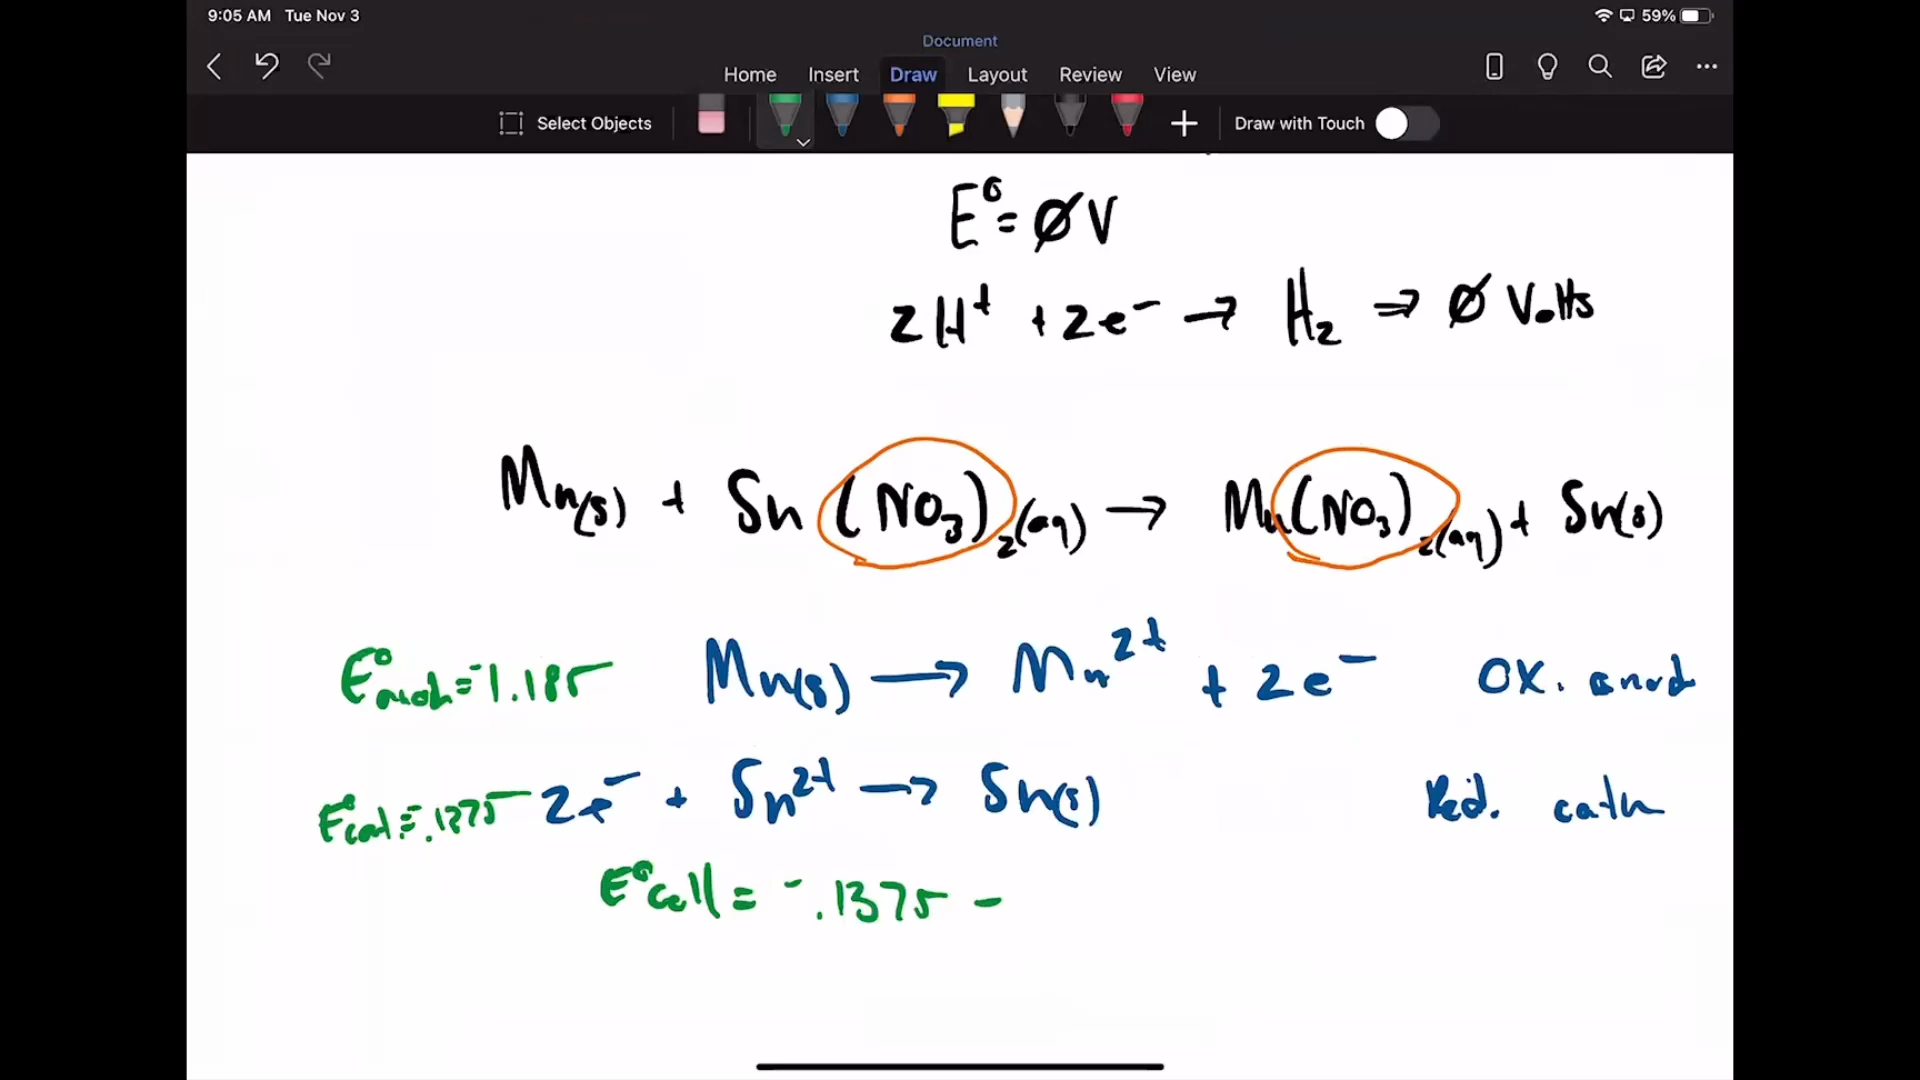 9:05 AM Tue Nov 3 59%
Document
Home Insert Draw Layout Review View
Select Objects Draw with Touch
E° = ∅ V
2H⁺ + 2e⁻ → H₂ ⇒ ∅ Volts
Mn(s) + Sn(NO₃)₂(aq) → Mn(NO₃)₂(aq) + Sn(s)
E°anode = -1.185 Mn(s) → Mn²⁺ + 2e⁻ OX. anod
E°cat = -.1375 2e⁻ + Sn²⁺ → Sn(s) Red. cath
E°cell = -.1375 -